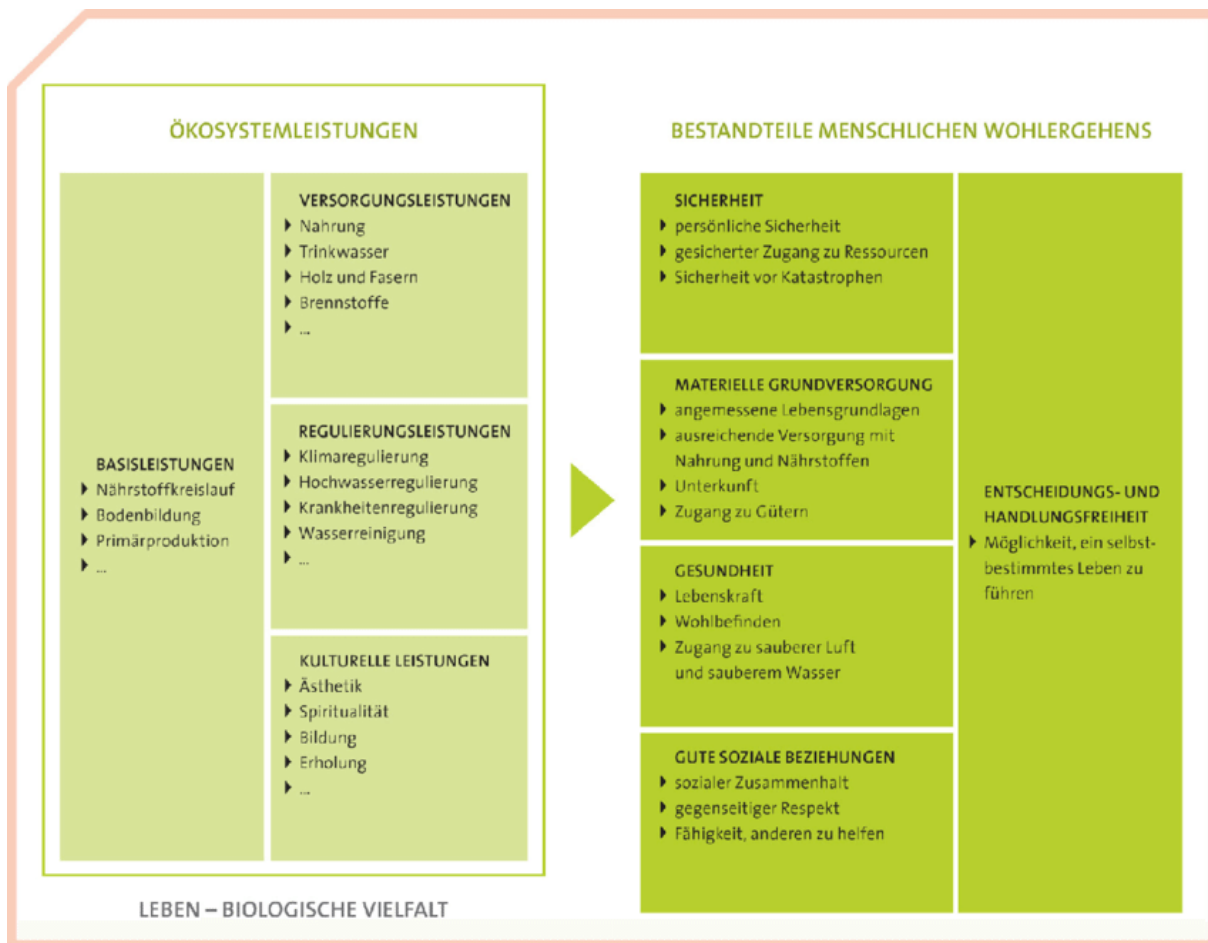 ÖKOSYSTEMLEISTUNGEN
BASISLEISTUNGEN
Nährstoffkreislauf
Bodenbildung
Primärproduktion
...
VERSORGUNGSLEISTUNGEN
Nahrung
Trinkwasser
Holz und Fasern
Brennstoffe
...
REGULIERUNGSLEISTUNGEN
Klimaregulierung
Hochwasserregulierung
Krankheitenregulierung
Wasserreinigung
...
KULTURELLE LEISTUNGEN
Ästhetik
Spiritualität
Bildung
Erholung
...
LEBEN – BIOLOGISCHE VIELFALT
BESTANDTEILE MENSCHLICHEN WOHLERGEHENS
SICHERHEIT
persönliche Sicherheit
gesicherter Zugang zu Ressourcen
Sicherheit vor Katastrophen
MATERIELLE GRUNDVERSORGUNG
angemessene Lebensgrundlagen
ausreichende Versorgung mit
Nahrung und Nährstoffen
Unterkunft
Zugang zu Gütern
GESUNDHEIT
Lebenskraft
Wohlbefinden
Zugang zu sauberer Luft
und sauberem Wasser
GUTE SOZIALE BEZIEHUNGEN
sozialer Zusammenhalt
gegenseitiger Respekt
Fähigkeit, anderen zu helfen
ENTSCHEIDUNGS- UND
HANDLUNGSFREIHEIT
Möglichkeit, ein selbst-
bestimmtes Leben zu
führen